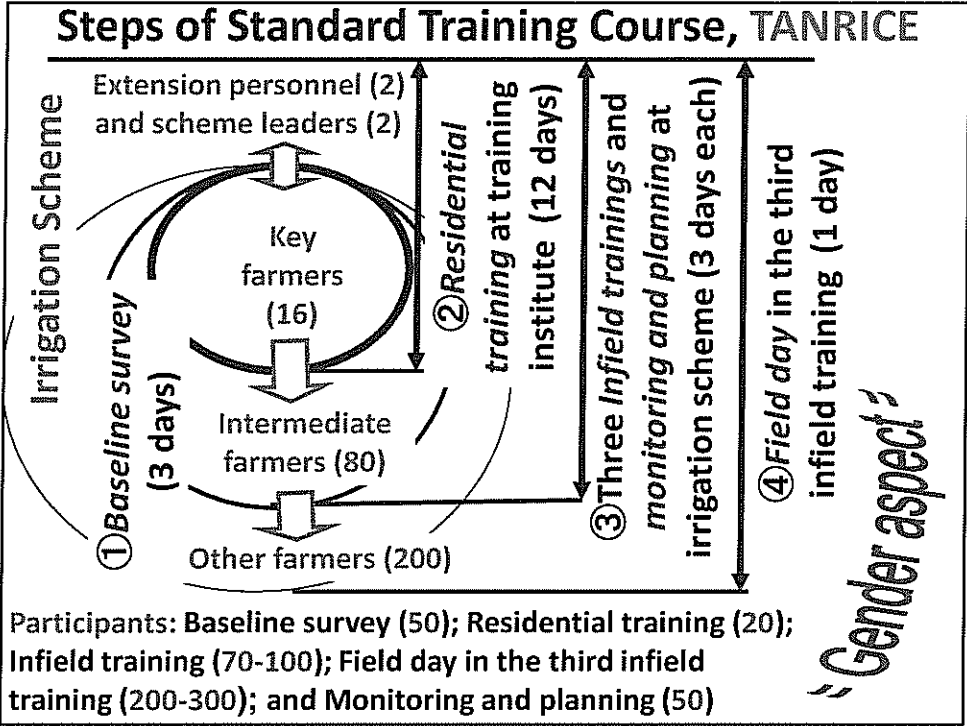 Steps of Standard Training Course, TANRICE
Irrigation Scheme
Extension personnel (2)
and scheme leaders (2)
Key
farmers
(16)
Intermediate
farmers (80)
Other farmers (200)
①Baseline survey
(3 days)
②Residential
training at training
institute (12 days)
③Three Infield trainings and
monitoring and planning at
irrigation scheme (3 days each)
④Field day in the third
infield training (1 day)
"Gender aspect"
Participants: Baseline survey (50); Residential training (20);
Infield training (70-100); Field day in the third infield
training (200-300); and Monitoring and planning (50)